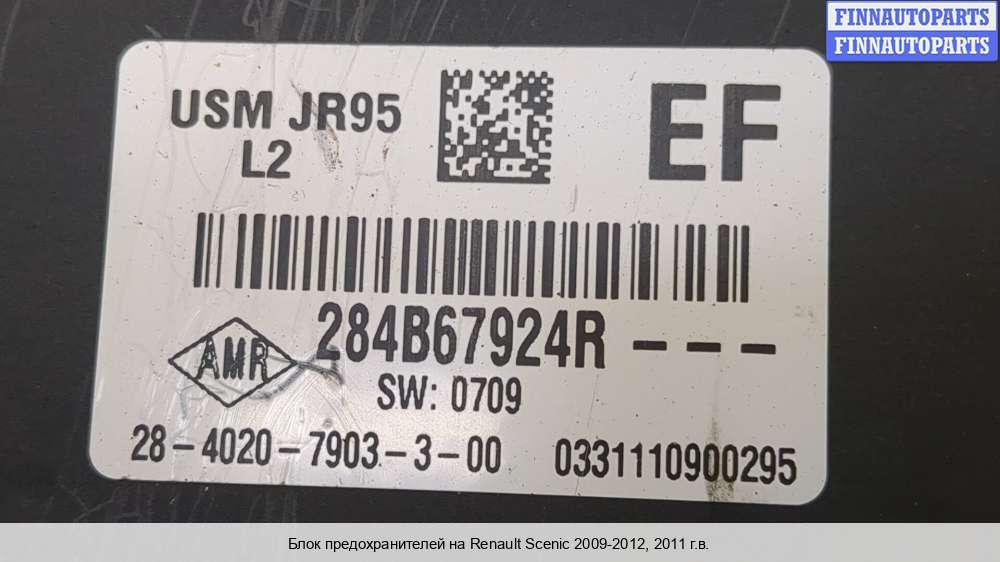 FINNAUTOPARTS
FINNAUTOPARTS
USM JR95
L2
EF
284B67924R - - -
AMR
SW: 0709
28-4020-7903-3-00 0331110900295
Блок предохранителей на Renault Scenic 2009-2012, 2011 г.в.